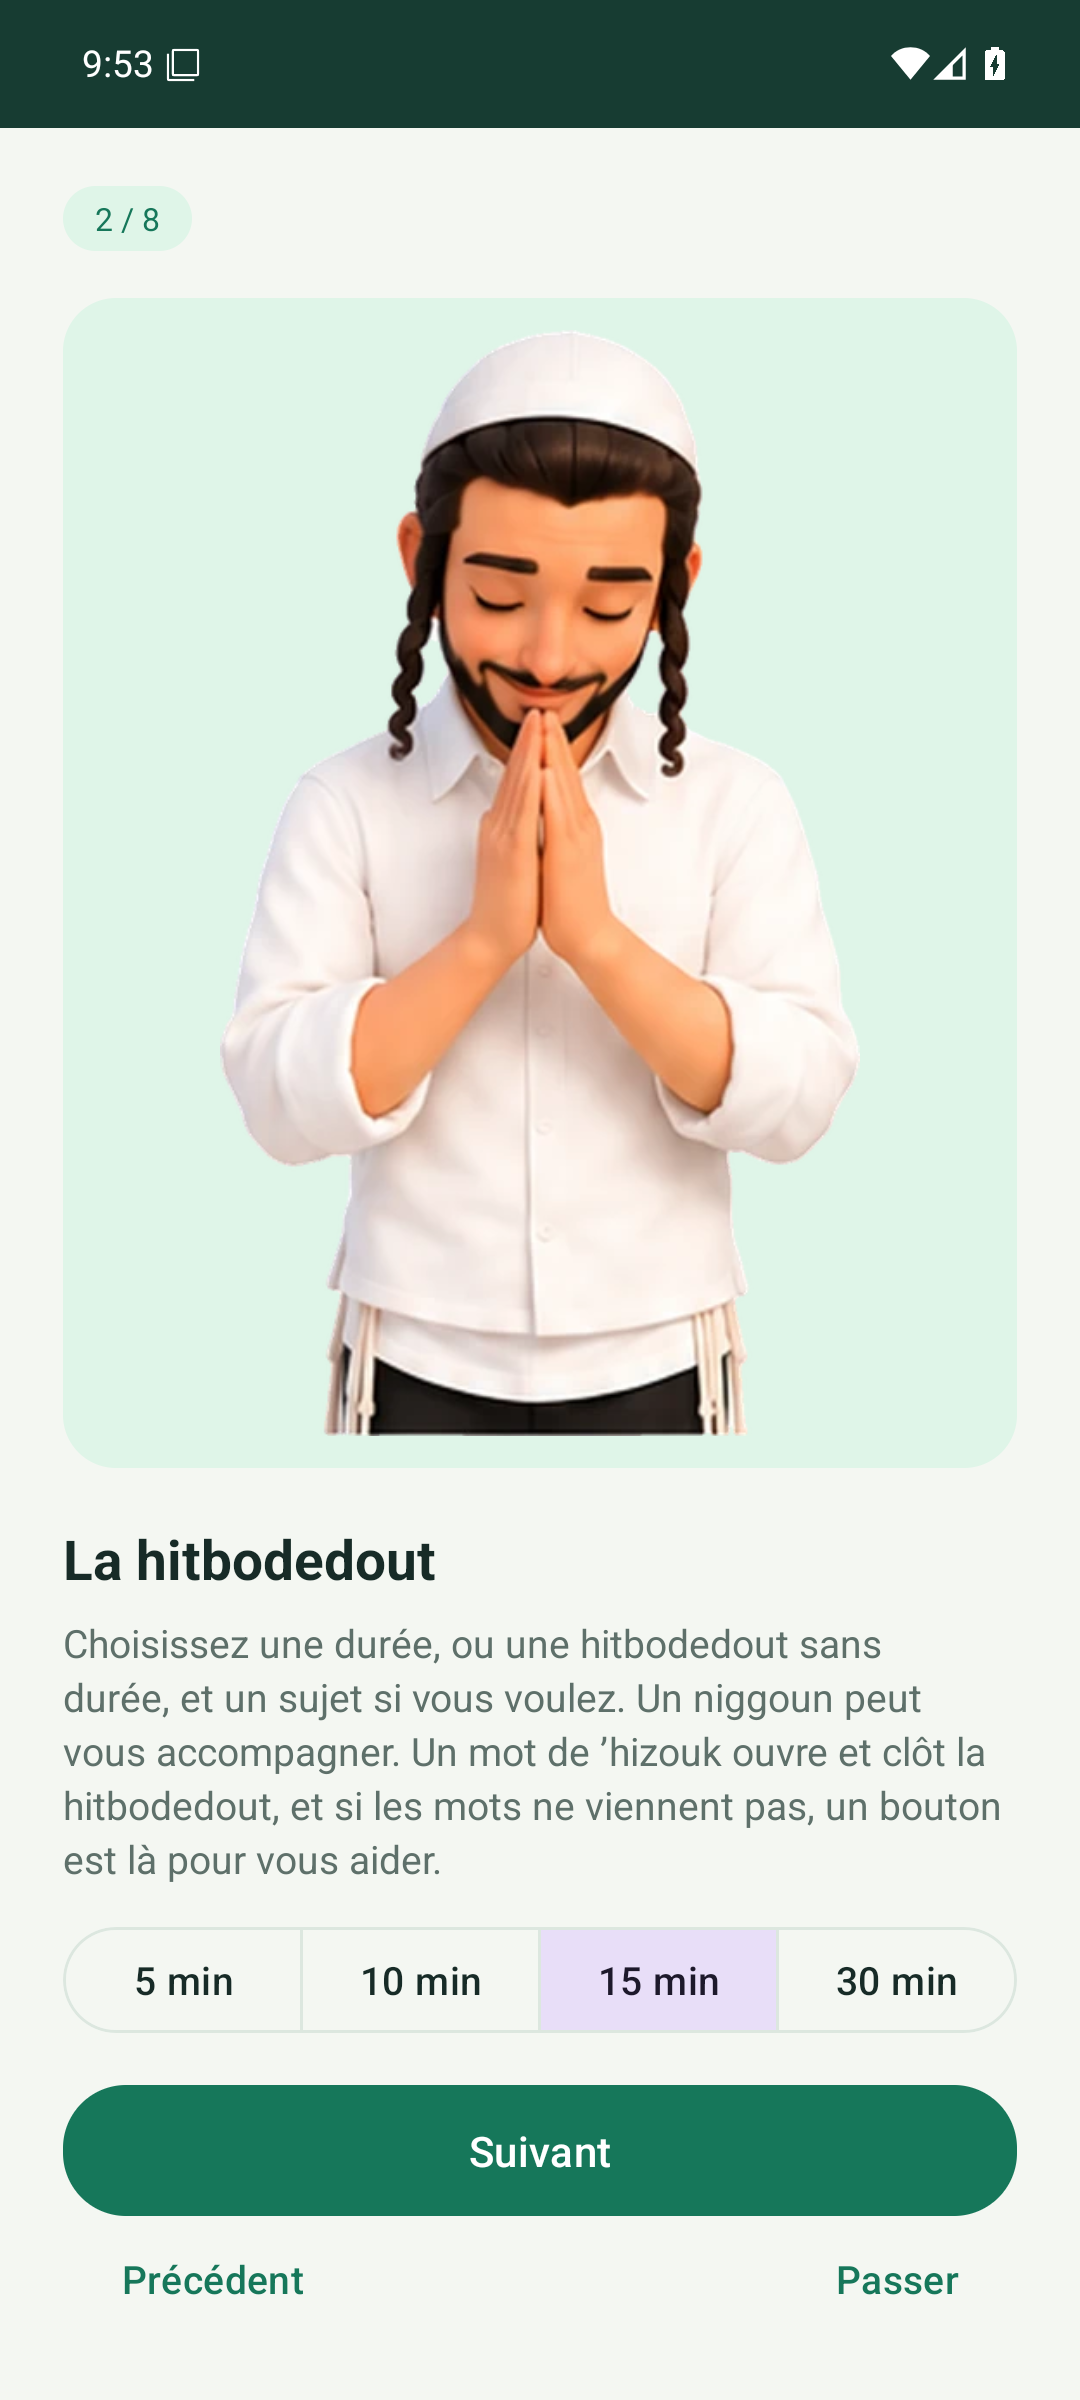 9:53
2 / 8
La hitbodedout
Choisissez une durée, ou une hitbodedout sans
durée, et un sujet si vous voulez. Un niggoun peut
vous accompagner. Un mot de ’hizouk ouvre et clôt la
hitbodedout, et si les mots ne viennent pas, un bouton
est là pour vous aider.
5 min 10 min 15 min 30 min
Suivant
Précédent Passer